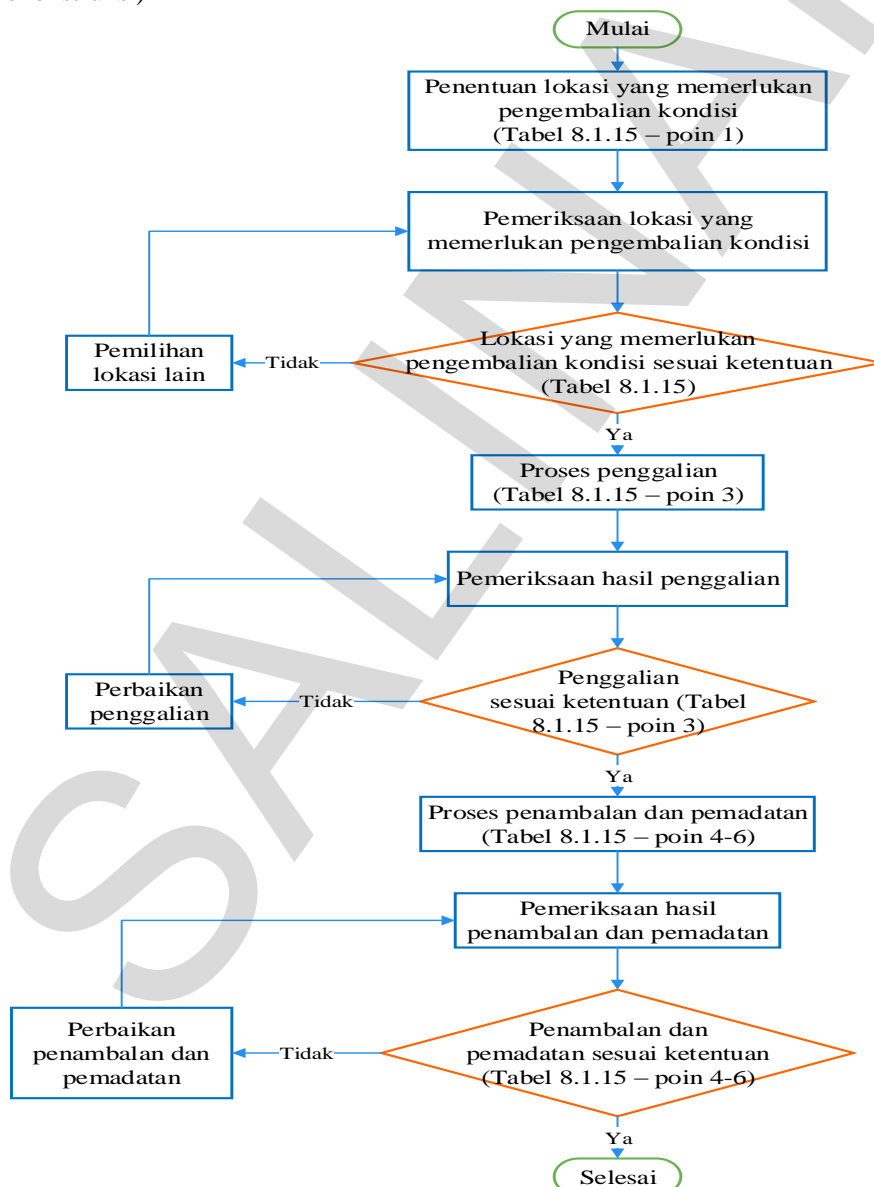 Mulai
Penentuan lokasi yang memerlukan
pengembalian kondisi
(Tabel 8.1.15 – poin 1)
Pemeriksaan lokasi yang
memerlukan pengembalian kondisi
Lokasi yang memerlukan
pengembalian kondisi sesuai ketentuan
(Tabel 8.1.15)
Tidak
Pemilihan
lokasi lain
Ya
Proses penggalian
(Tabel 8.1.15 – poin 3)
Pemeriksaan hasil penggalian
Penggalian
sesuai ketentuan (Tabel
8.1.15 – poin 3)
Tidak
Perbaikan
penggalian
Ya
Proses penambalan dan pemadatan
(Tabel 8.1.15 – poin 4-6)
Pemeriksaan hasil
penambalan dan pemadatan
Penambalan dan
pemadatan sesuai ketentuan
(Tabel 8.1.15 – poin 4-6)
Tidak
Perbaikan
penambalan dan
pemadatan
Ya
Selesai
SALINAN